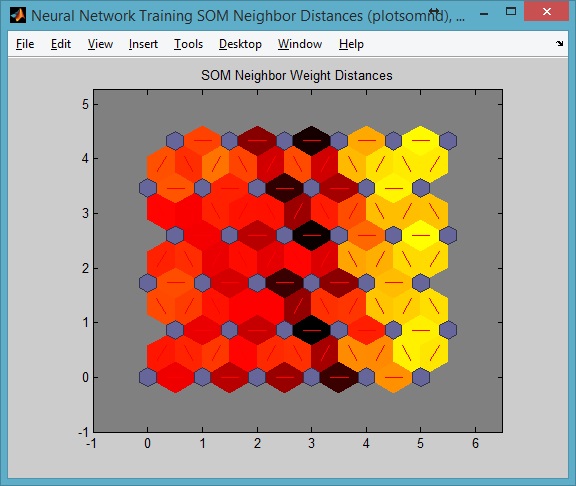 Neural Network Training SOM Neighbor Distances (plotsomnd), ...
File Edit View Insert Tools Desktop Window Help
SOM Neighbor Weight Distances
5
4
3
2
1
0
-1
-1 0 1 2 3 4 5 6